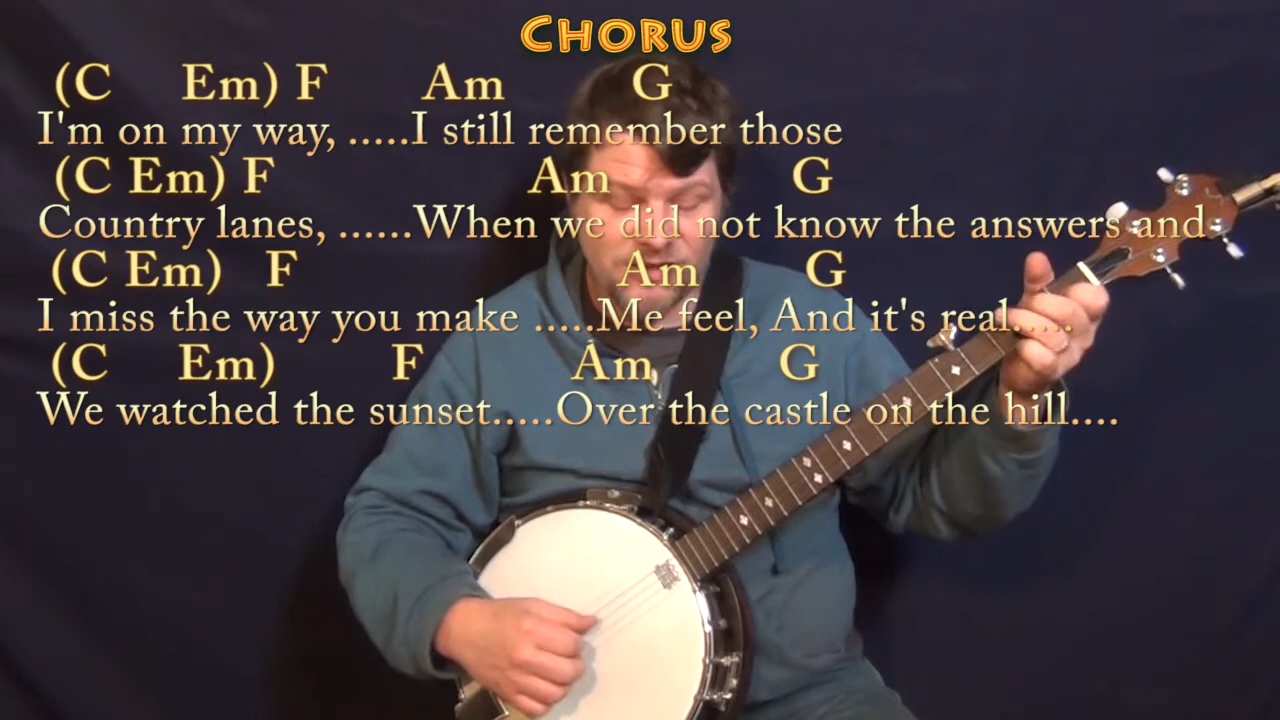 CHORUS
(C Em) F Am G
I'm on my way, .....I still remember those
(C Em) F Am G
Country lanes, ......When we did not know the answers and
(C Em) F Am G
I miss the way you make .....Me feel, And it's real.....
(C Em) F Am G
We watched the sunset.....Over the castle on the hill....